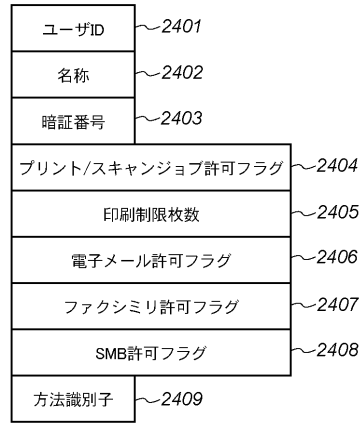 ユーザID 2401
名称 2402
暗証番号 2403
プリント/スキャンジョブ許可フラグ 2404
印刷制限枚数 2405
電子メール許可フラグ 2406
ファクシミリ許可フラグ 2407
SMB許可フラグ 2408
方法識別子 2409